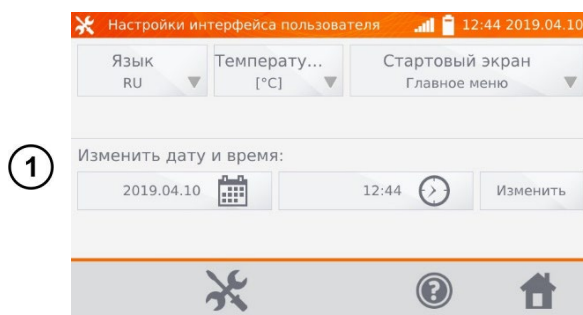 Настройки интерфейса пользователя 12:44 2019.04.10
Язык Температу... Стартовый экран
RU [°C] Главное меню
1
Изменить дату и время:
2019.04.10 12:44 Изменить